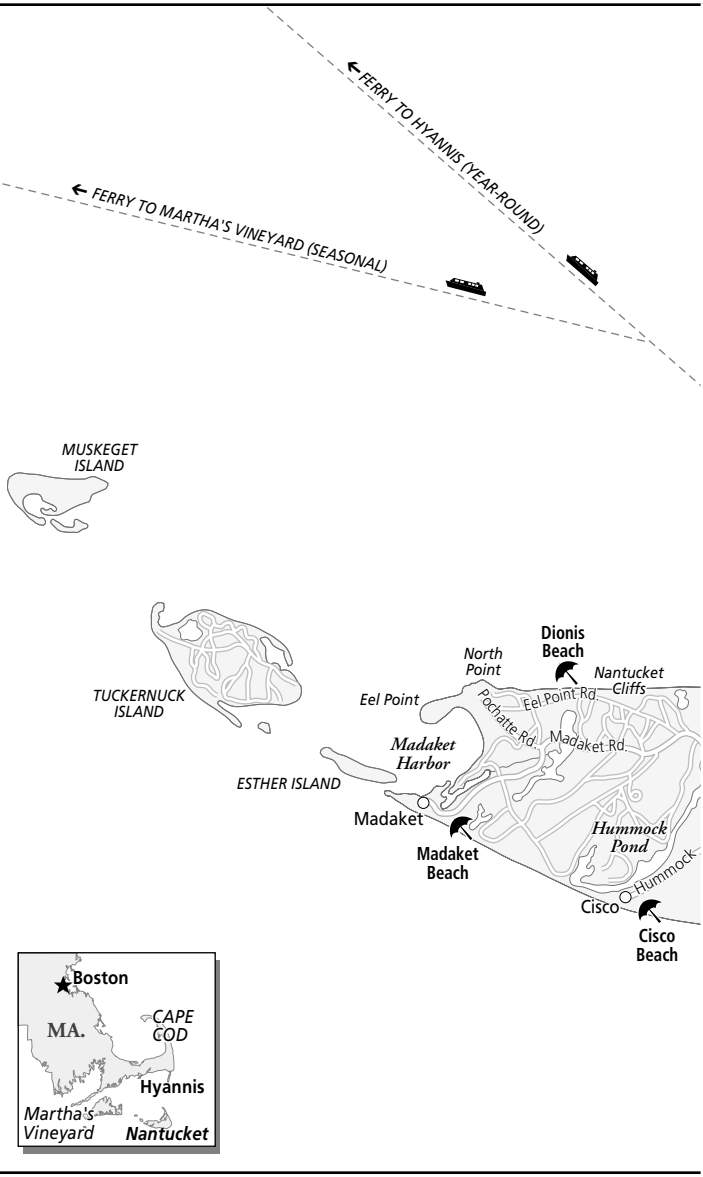 ← FERRY TO HYANNIS (YEAR-ROUND)
← FERRY TO MARTHA'S VINEYARD (SEASONAL)
MUSKEGET
ISLAND
TUCKERNUCK
ISLAND
ESTHER ISLAND
Eel Point
North
Point
Dionis
Beach
Nantucket
Cliffs
Eel Point Rd.
Pochatte Rd.
Madaket Rd.
Madaket
Harbor
Madaket
Madaket
Beach
Hummock
Pond
Hummock
Cisco
Cisco
Beach
Boston
MA.
CAPE
COD
Hyannis
Martha's
Vineyard
Nantucket